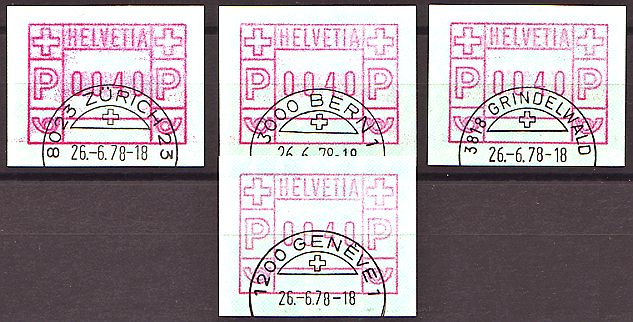 HELVETIA
P 0040 P
8023 ZÜRICH 23
26.-6.78-18
HELVETIA
P 0040 P
3000 BERN 1
26.-6.78-18
HELVETIA
P 0040 P
3818 GRINDELWALD
26.-6.78-18
HELVETIA
P 0040 P
1200 GENÈVE 1
26.-6.78-18